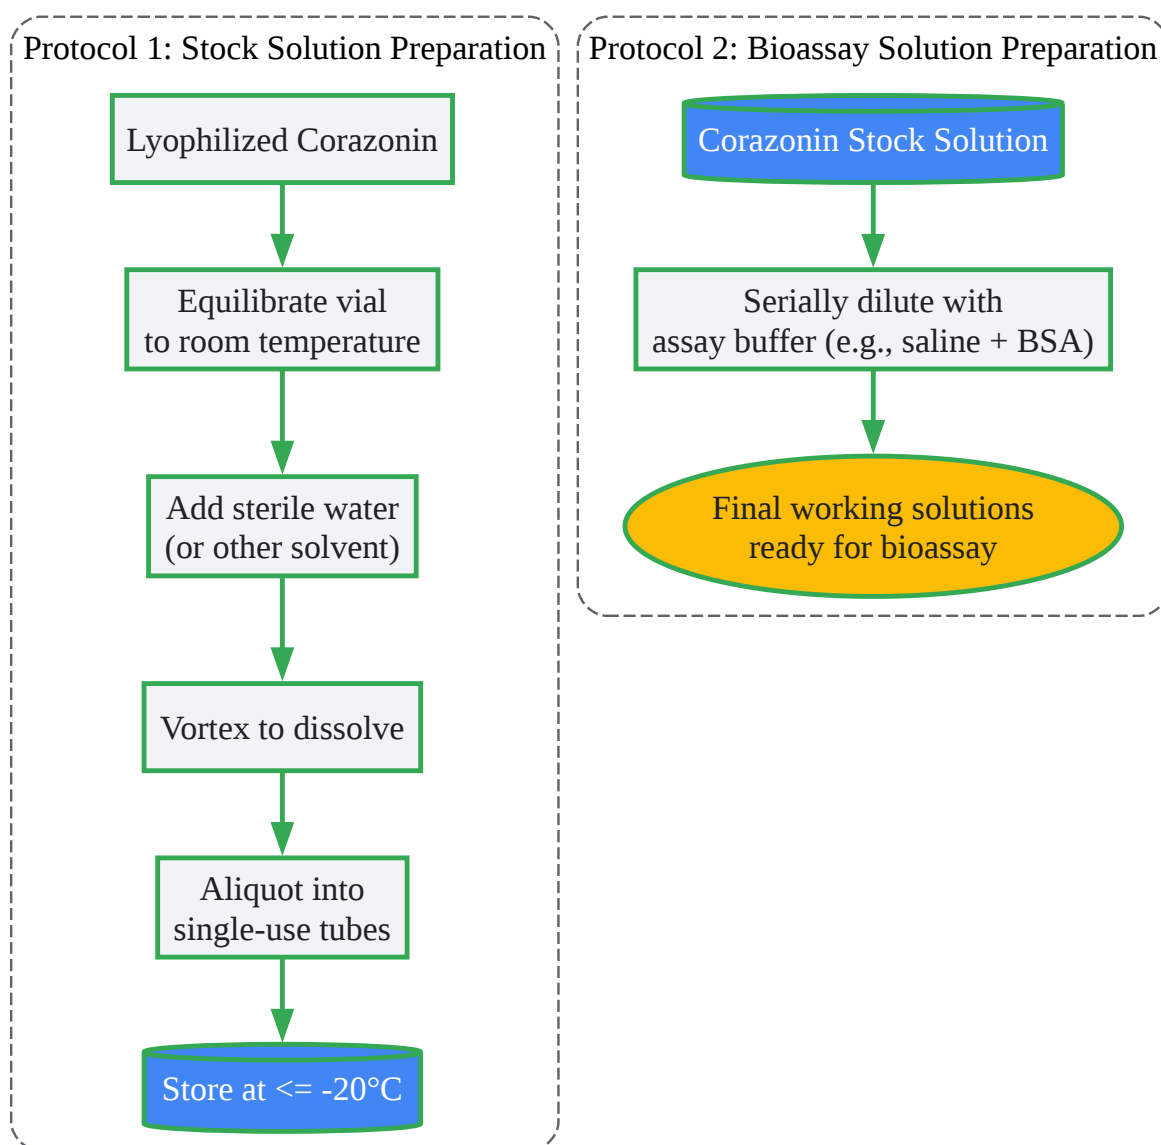 Protocol 1: Stock Solution Preparation
Lyophilized Corazonin
Equilibrate vial
to room temperature
Add sterile water
(or other solvent)
Vortex to dissolve
Aliquot into
single-use tubes
Store at <= -20°C
Protocol 2: Bioassay Solution Preparation
Corazonin Stock Solution
Serially dilute with
assay buffer (e.g., saline + BSA)
Final working solutions
ready for bioassay